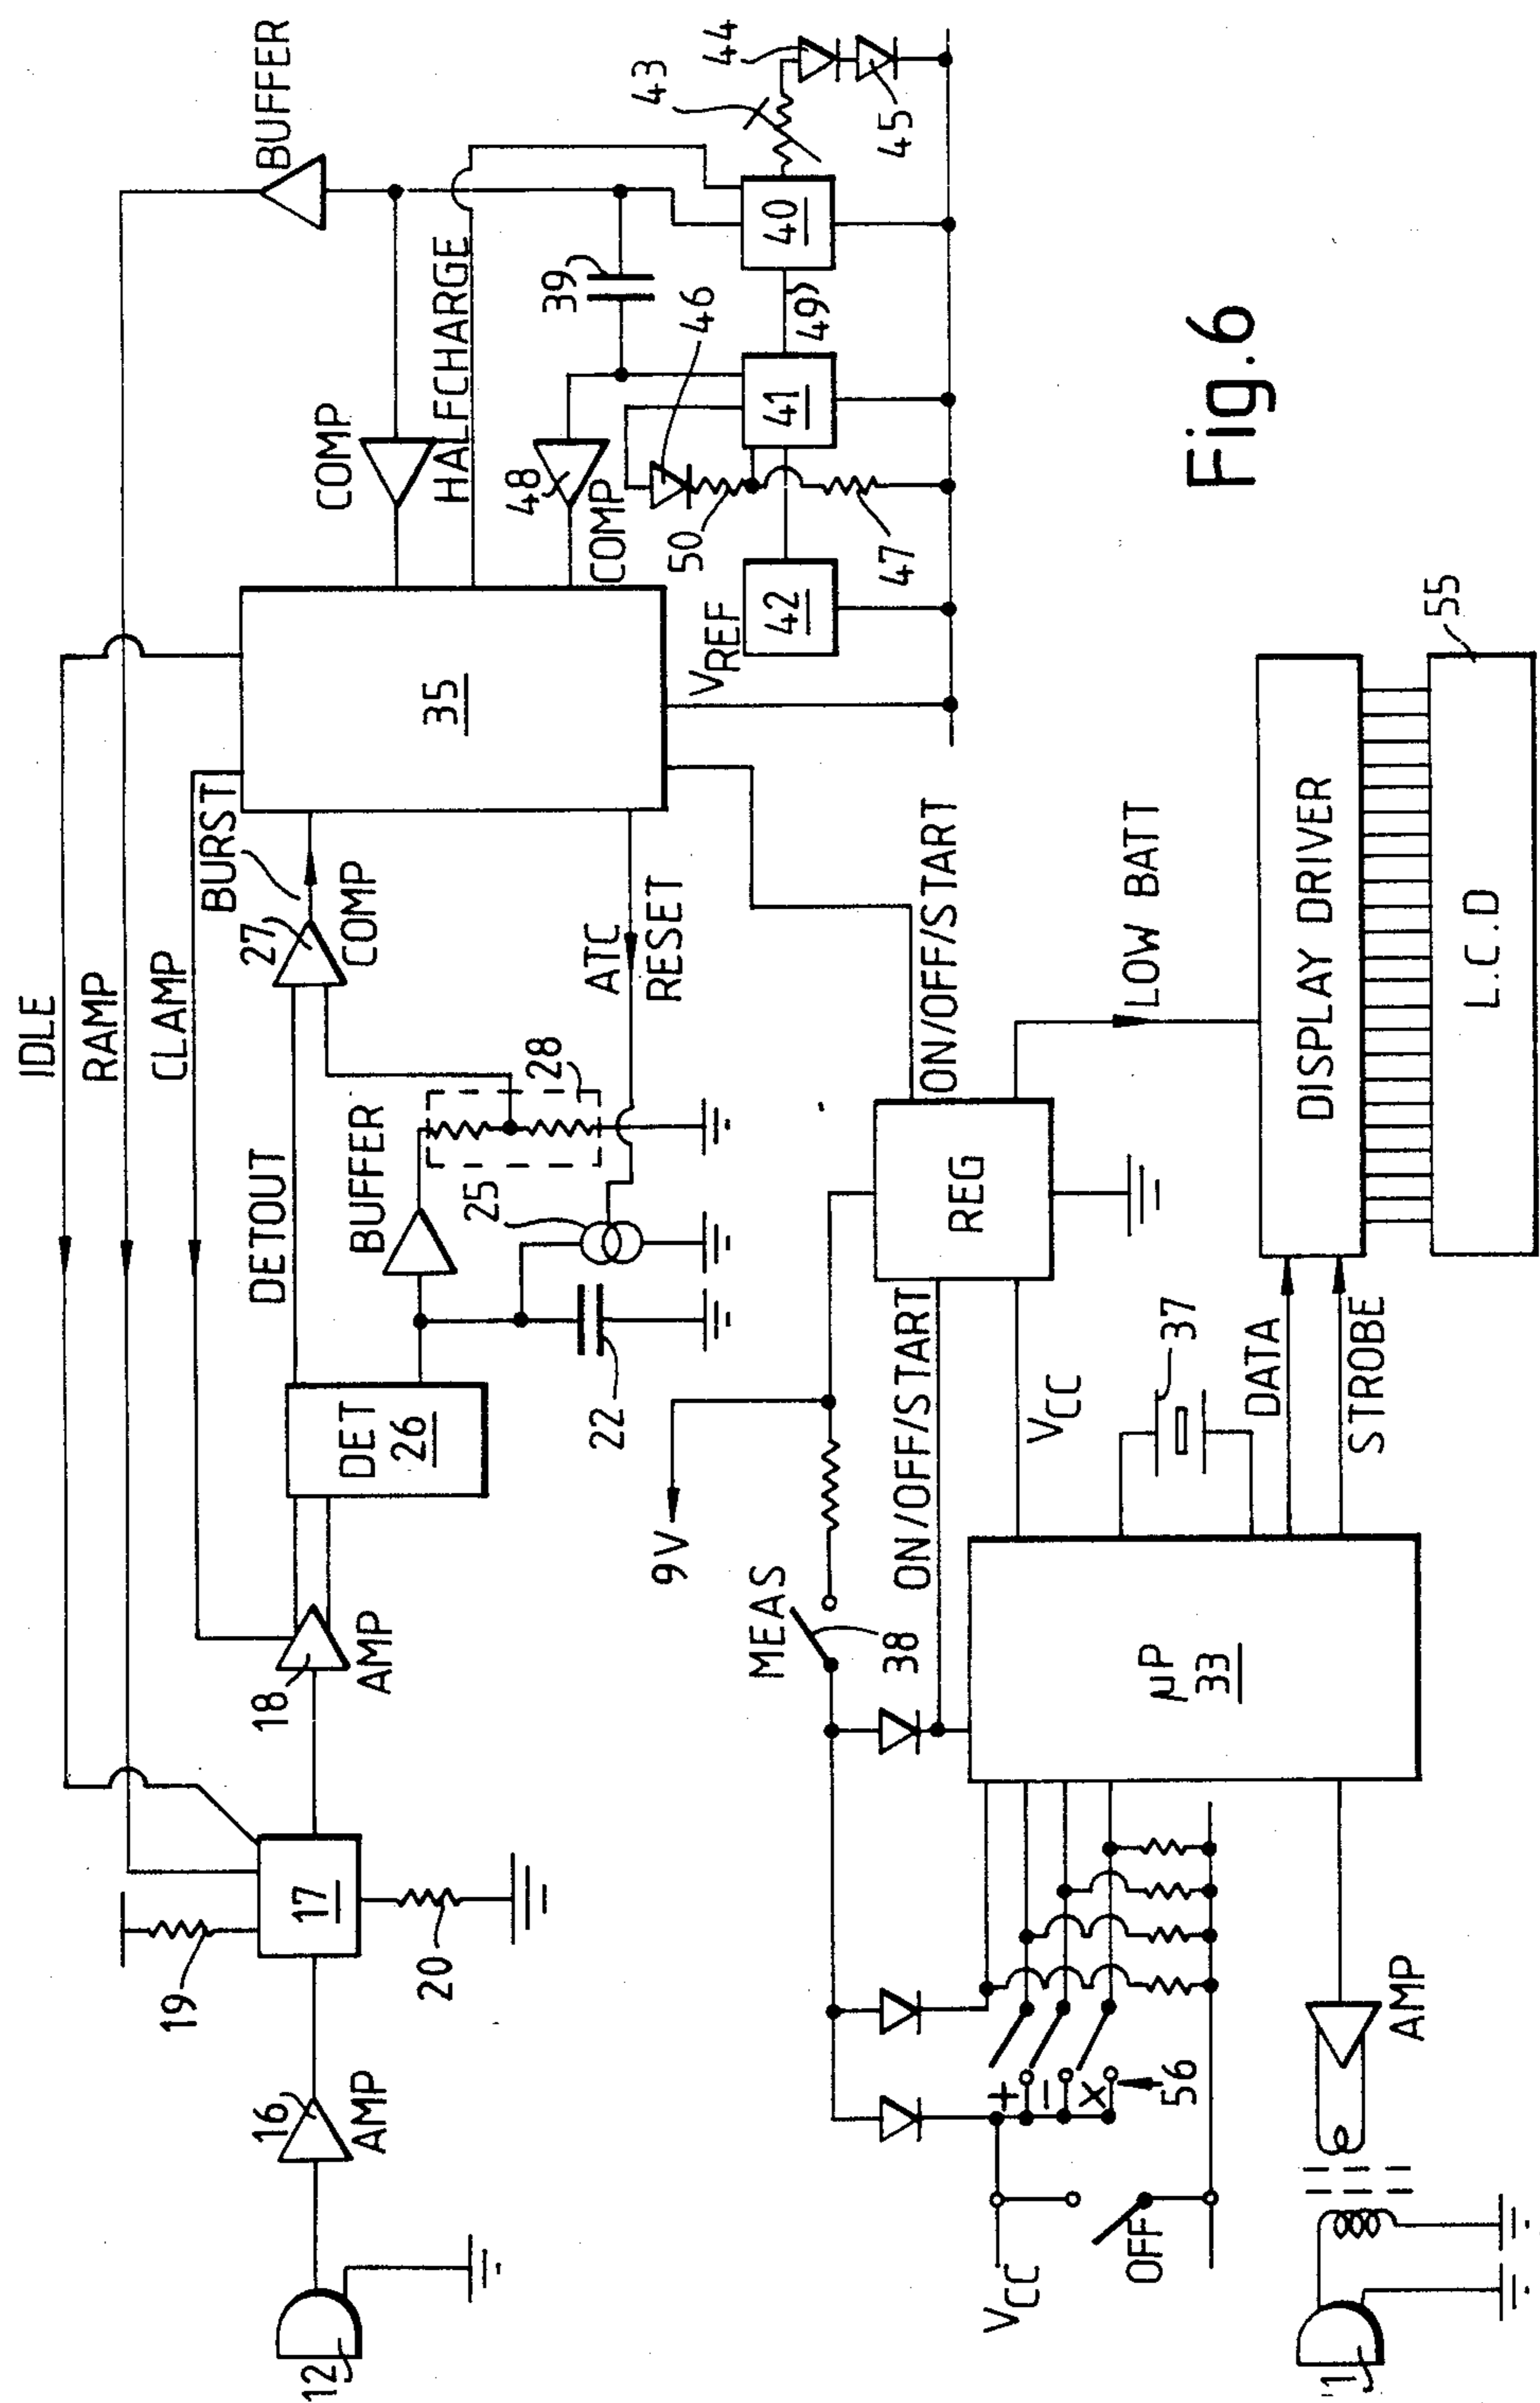 IDLE
RAMP
CLAMP
BURST
BUFFER
COMP
HALFCHARGE
DETOUT
27
COMP
35
39
48
COMP
46
44
43
45
40
49
41
50
47
42
VREF
ATC
RESET
28
BUFFER
25
22
DET
26
18
AMP
17
19
20
16
AMP
12
9V
MEAS
38
ON/OFF/START
REG
ON/OFF/START
VCC
LOW BATT
DISPLAY DRIVER
L.C.D
55
DATA
STROBE
37
µP
33
+
−
x
56
VCC
OFF
AMP
Fig.6